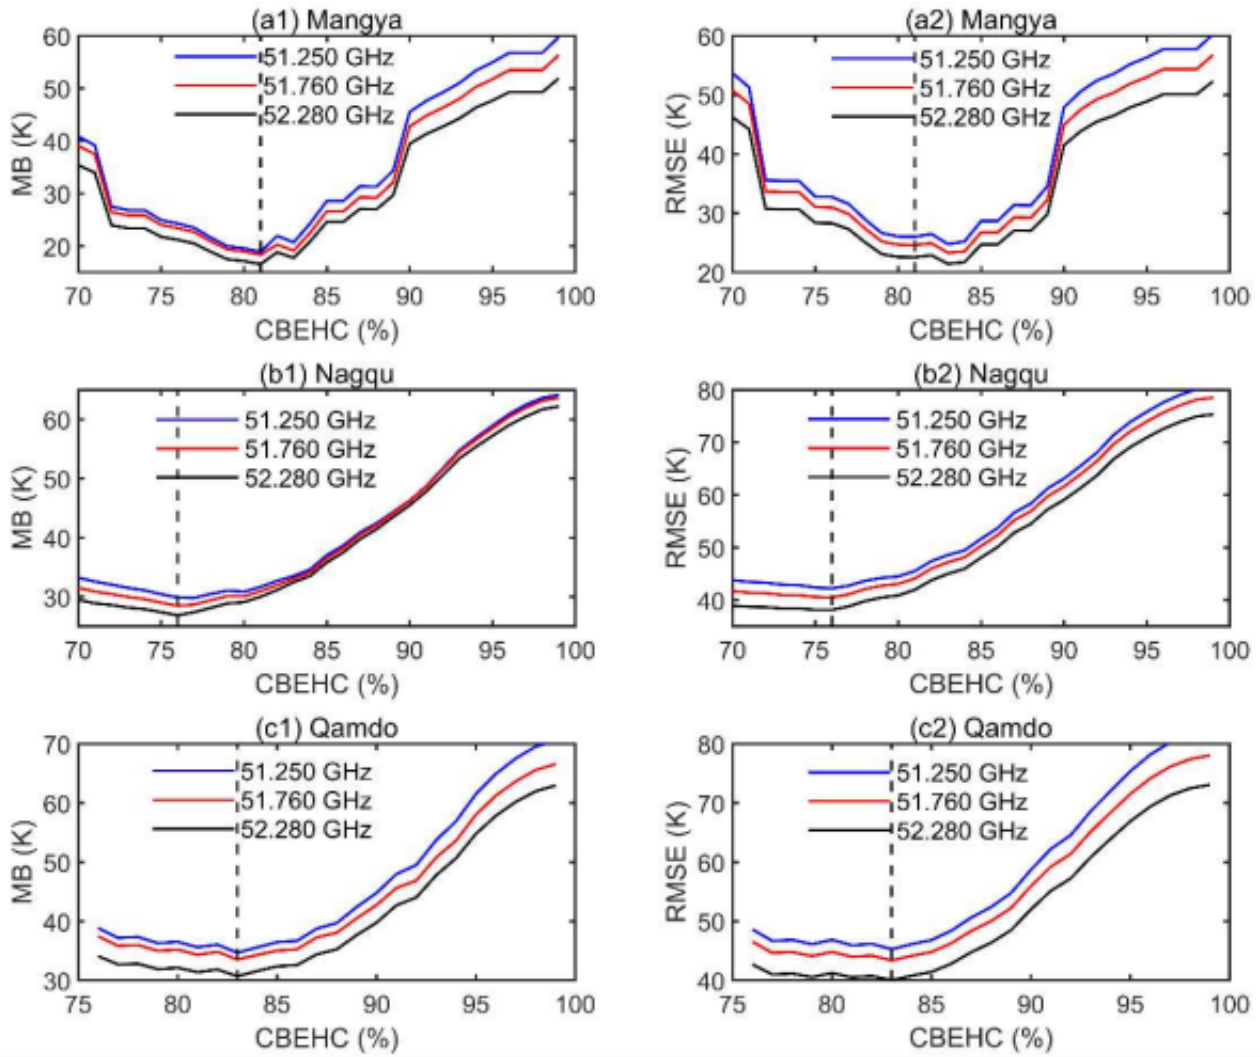 (a1) Mangya
60
50
40
30
20
MB (K)
51.250 GHz
51.760 GHz
52.280 GHz
70 75 80 85 90 95 100
CBEHC (%)
(a2) Mangya
60
50
40
30
20
RMSE (K)
51.250 GHz
51.760 GHz
52.280 GHz
70 75 80 85 90 95 100
CBEHC (%)
(b1) Nagqu
60
50
40
30
MB (K)
51.250 GHz
51.760 GHz
52.280 GHz
70 75 80 85 90 95 100
CBEHC (%)
(b2) Nagqu
80
70
60
50
40
RMSE (K)
51.250 GHz
51.760 GHz
52.280 GHz
70 75 80 85 90 95 100
CBEHC (%)
(c1) Qamdo
70
60
50
40
30
MB (K)
51.250 GHz
51.760 GHz
52.280 GHz
75 80 85 90 95 100
CBEHC (%)
(c2) Qamdo
80
70
60
50
40
RMSE (K)
51.250 GHz
51.760 GHz
52.280 GHz
75 80 85 90 95 100
CBEHC (%)